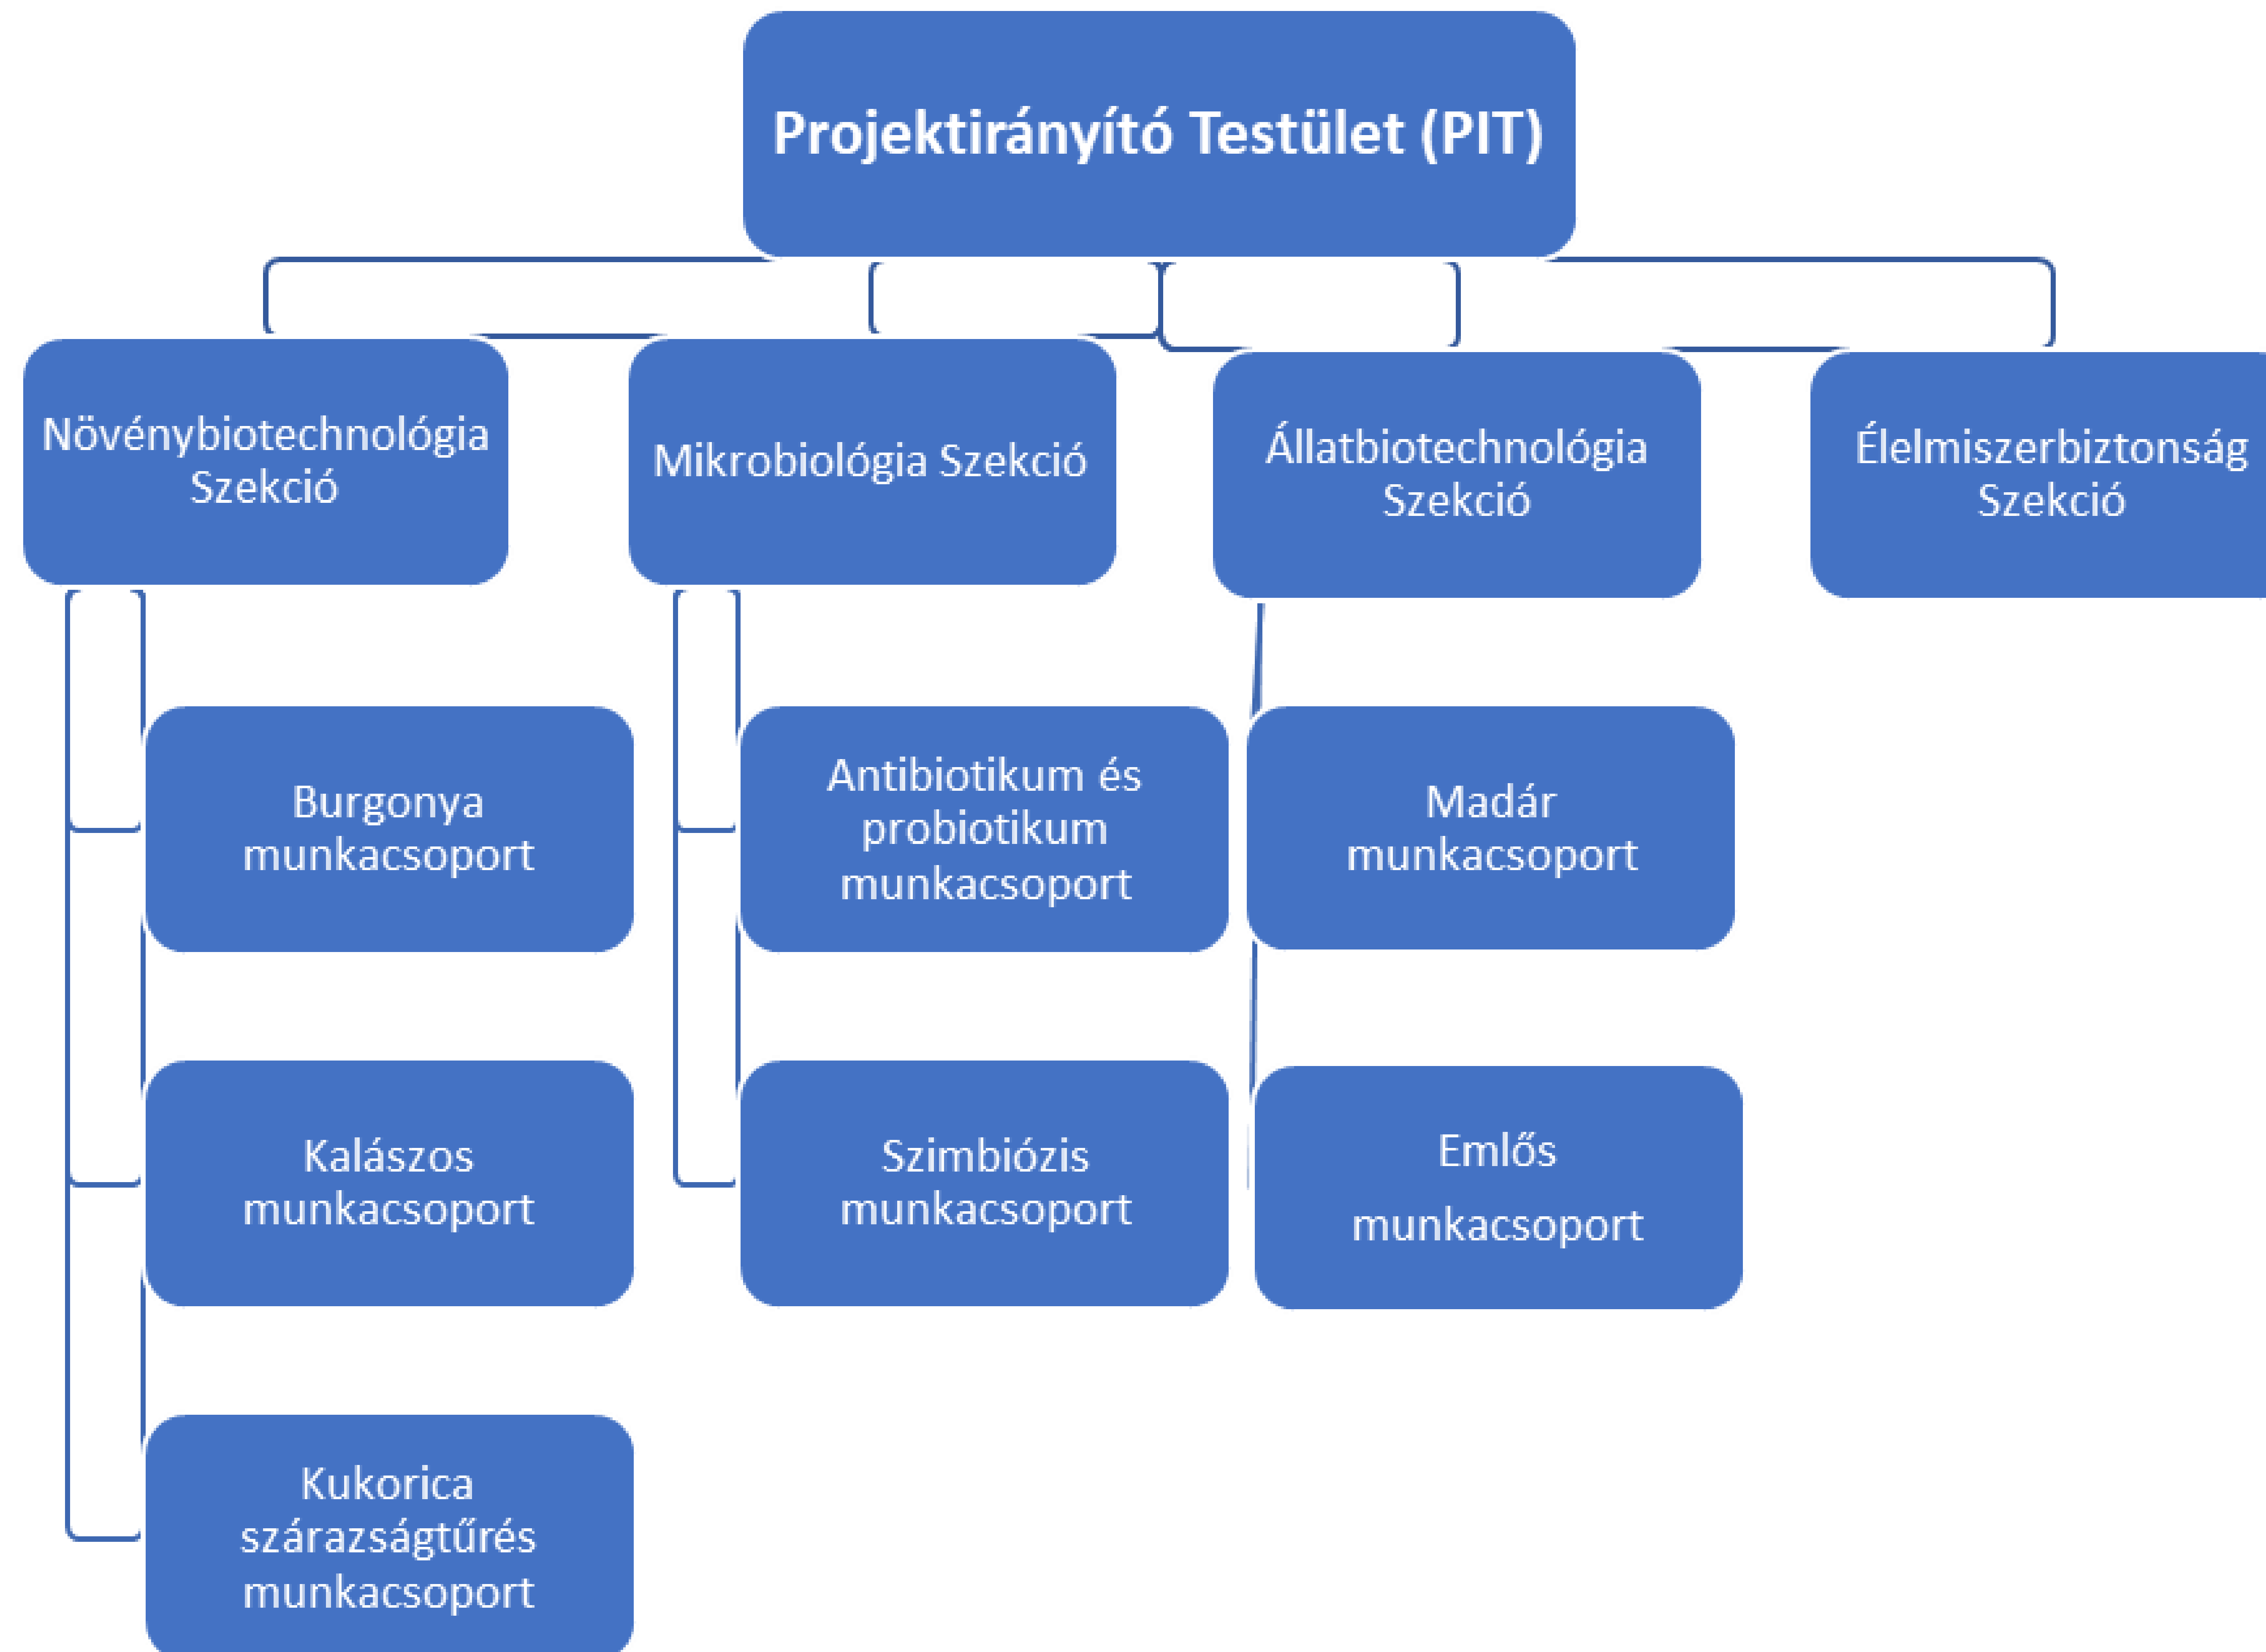 Projektirányító Testület (PIT)
Növénybiotechnológia
Szekció
Mikrobiológia Szekció
Állatbiotechnológia
Szekció
Élelmiszerbiztonság
Szekció
Burgonya
munkacsoport
Antibiotikum és
probiotikum
munkacsoport
Madár
munkacsoport
Kalászos
munkacsoport
Szimbiózis
munkacsoport
Emlős
munkacsoport
Kukorica
szárazságtűrés
munkacsoport